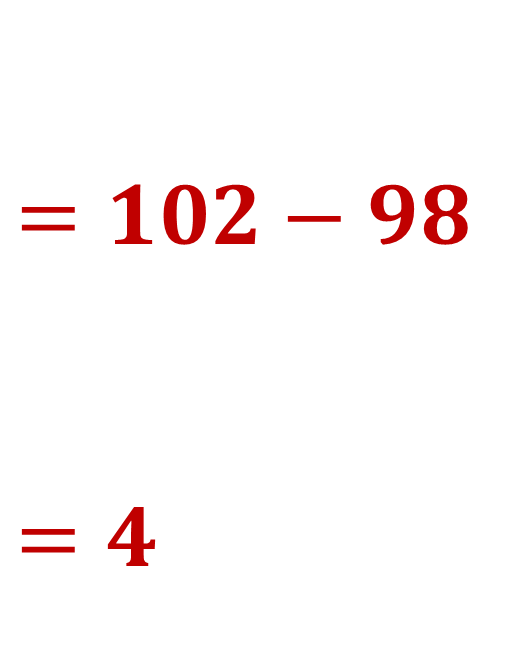 = 102 − 98
= 4